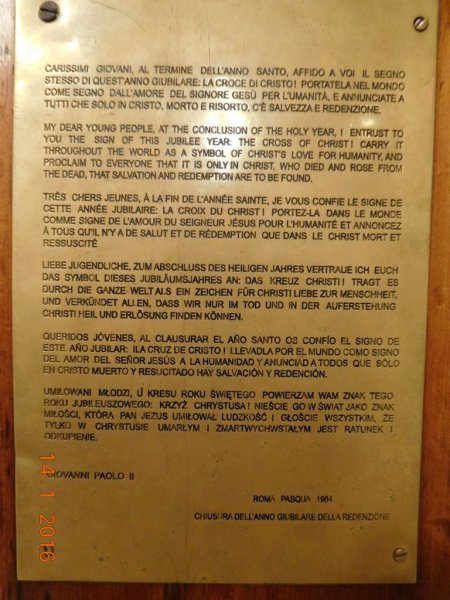 CARISSIMI GIOVANI, AL TERMINE DELL'ANNO SANTO, AFFIDO A VOI IL SEGNO
STESSO DI QUEST'ANNO GIUBILARE: LA CROCE DI CRISTO! PORTATELA NEL MONDO
COME SEGNO DALL'AMORE DEL SIGNORE GESÙ PER L'UMANITÀ, E ANNUNCIATE A
TUTTI CHE SOLO IN CRISTO, MORTO E RISORTO, C'È SALVEZZA E REDENZIONE.
MY DEAR YOUNG PEOPLE, AT THE CONCLUSION OF THE HOLY YEAR, I ENTRUST TO
YOU THE SIGN OF THIS JUBILEE YEAR: THE CROSS OF CHRIST! CARRY IT
THROUGHOUT THE WORLD AS A SYMBOL OF CHRIST'S LOVE FOR HUMANITY, AND
PROCLAIM TO EVERYONE THAT IT IS ONLY IN CHRIST, WHO DIED AND ROSE FROM
THE DEAD, THAT SALVATION AND REDEMPTION ARE TO BE FOUND.
TRÈS CHERS JEUNES, À LA FIN DE L'ANNÉE SAINTE, JE VOUS CONFIE LE SIGNE DE
CETTE ANNÉE JUBILAIRE: LA CROIX DU CHRIST! PORTEZ-LA DANS LE MONDE
COMME SIGNE DE L'AMOUR DU SEIGNEUR JÉSUS POUR L'HUMANITÉ ET ANNONCEZ
À TOUS QU'IL N'Y A DE SALUT ET DE RÉDEMPTION QUE DANS LE CHRIST MORT ET
RESSUSCITÉ
LIEBE JUGENDLICHE, ZUM ABSCHLUSS DES HEILIGEN JAHRES VERTRAUE ICH EUCH
DAS SYMBOL DIESES JUBILÄUMSJAHRES AN: DAS KREUZ CHRISTI! TRAGT ES
DURCH DIE GANZE WELT ALS EIN ZEICHEN FÜR CHRISTI LIEBE ZUR MENSCHHEIT,
UND VERKÜNDET ALLEN, DASS WIR NUR IM TOD UND IN DER AUFERSTEHUNG
CHRISTI HEIL UND ERLÖSUNG FINDEN KÖNNEN.
QUERIDOS JÓVENES, AL CLAUSURAR EL AÑO SANTO OS CONFÍO EL SIGNO DE
ESTE AÑO JUBILAR: ¡LA CRUZ DE CRISTO! LLEVADLA POR EL MUNDO COMO SIGNO
DEL AMOR DEL SEÑOR JESÚS A LA HUMANIDAD Y ANUNCIAD A TODOS QUE SÓLO
EN CRISTO MUERTO Y RESUCITADO HAY SALVACIÓN Y REDENCIÓN.
UMIŁOWANI MŁODZI, U KRESU ROKU ŚWIĘTEGO POWIERZAM WAM ZNAK TEGO
ROKU JUBILEUSZOWEGO: KRZYŻ CHRYSTUSA! NIEŚCIE GO W ŚWIAT JAKO ZNAK
MIŁOŚCI, KTÓRĄ PAN JEZUS UMIŁOWAŁ LUDZKOŚĆ I GŁOŚCIE WSZYSTKIM, ŻE
TYLKO W CHRYSTUSIE UMARŁYM I ZMARTWYCHWSTAŁYM JEST RATUNEK I
ODKUPIENIE.
GIOVANNI PAOLO II
ROMA PASQUA 1984
CHIUSURA DELL'ANNO GIUBILARE DELLA REDENZIONE
14 1 2016